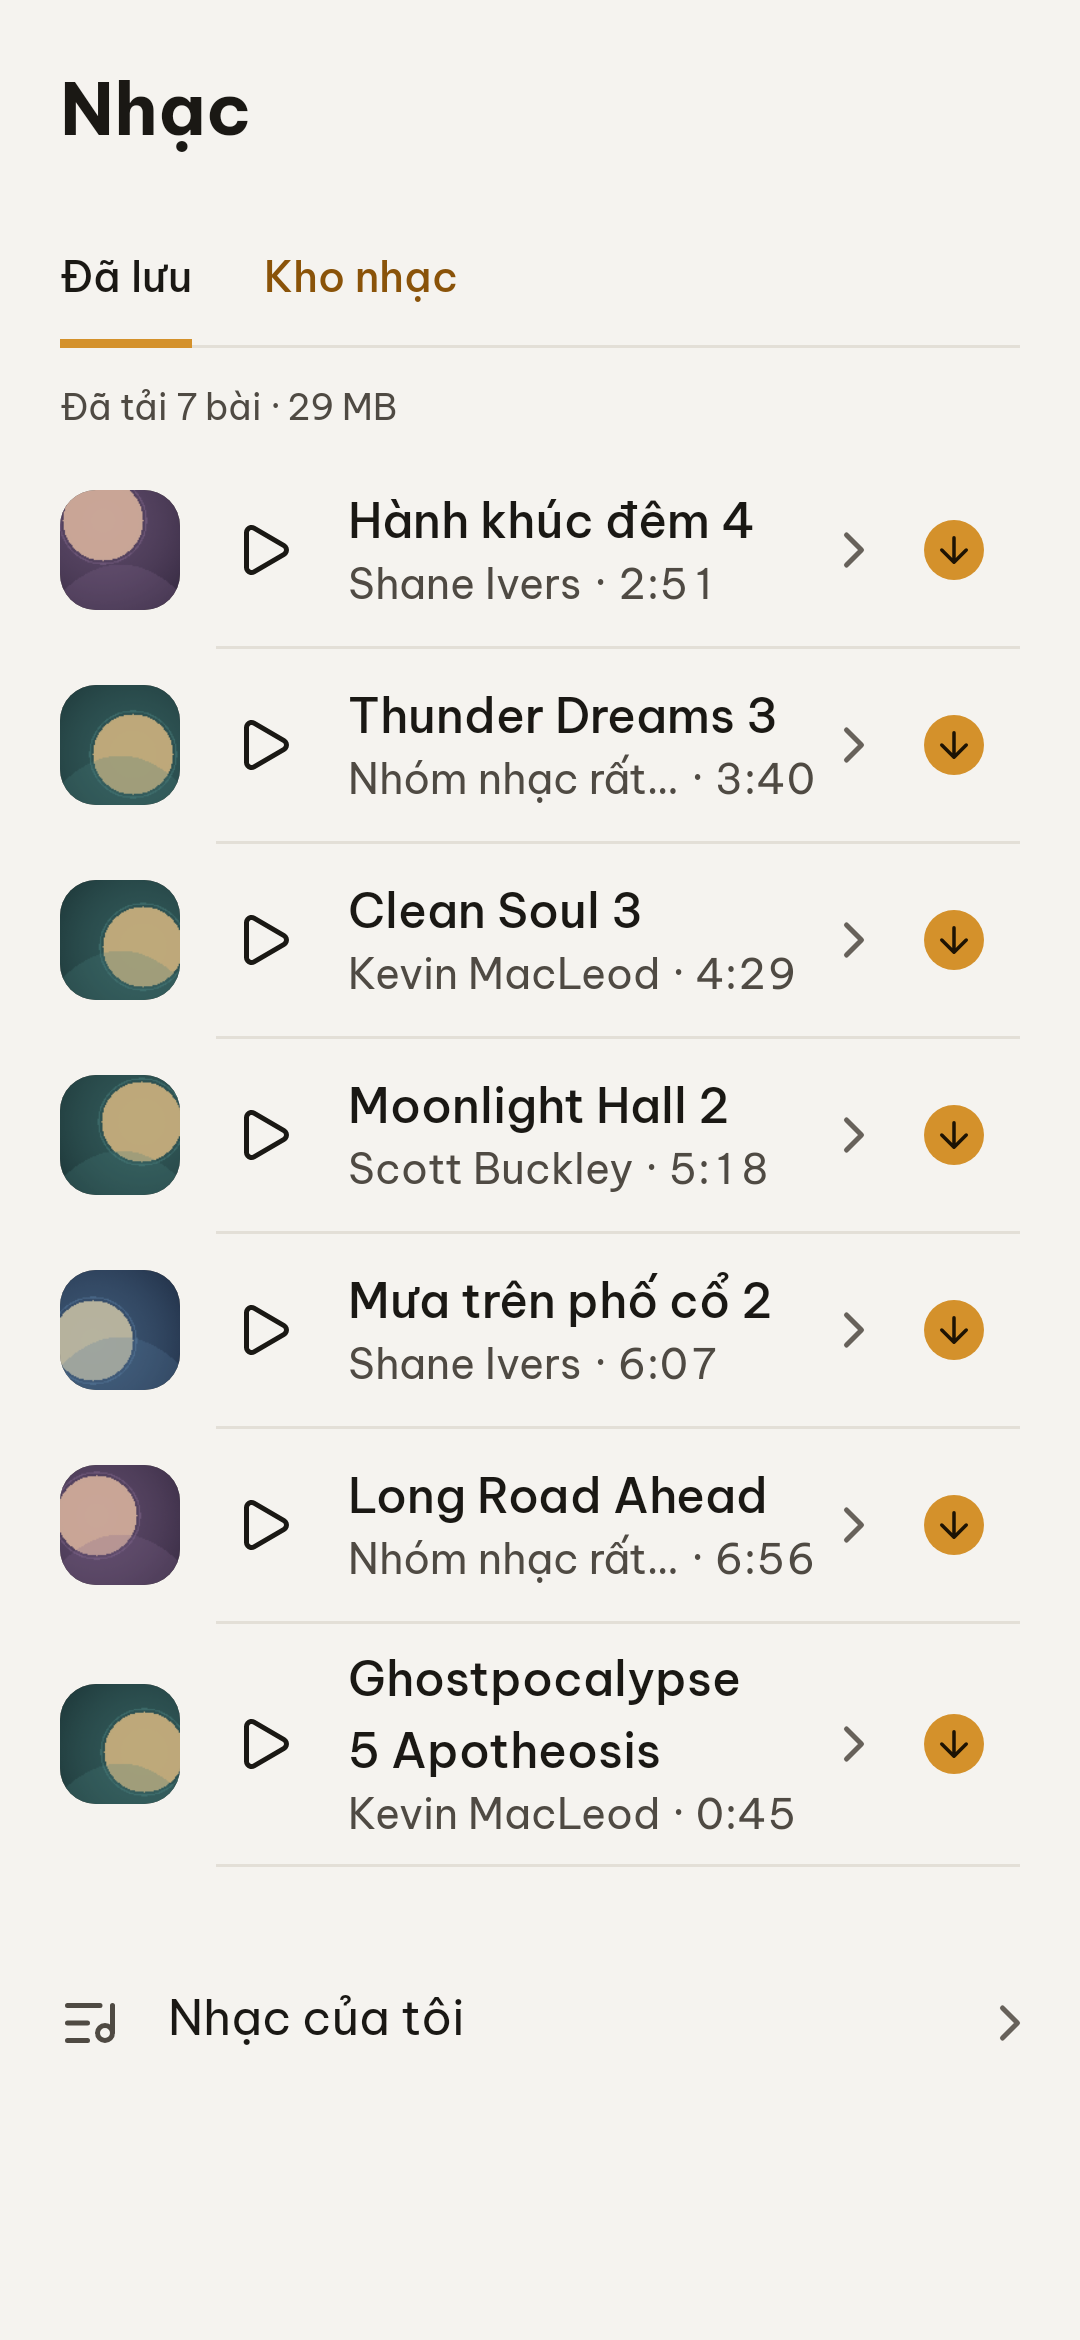 Nhạc
Đã lưu
Kho nhạc
Đã tải 7 bài · 29 MB
Hành khúc đêm 4
Shane Ivers · 2:51
Thunder Dreams 3
Nhóm nhạc rất... · 3:40
Clean Soul 3
Kevin MacLeod · 4:29
Moonlight Hall 2
Scott Buckley · 5:18
Mưa trên phố cổ 2
Shane Ivers · 6:07
Long Road Ahead
Nhóm nhạc rất... · 6:56
Ghostpocalypse
5 Apotheosis
Kevin MacLeod · 0:45
Nhạc của tôi